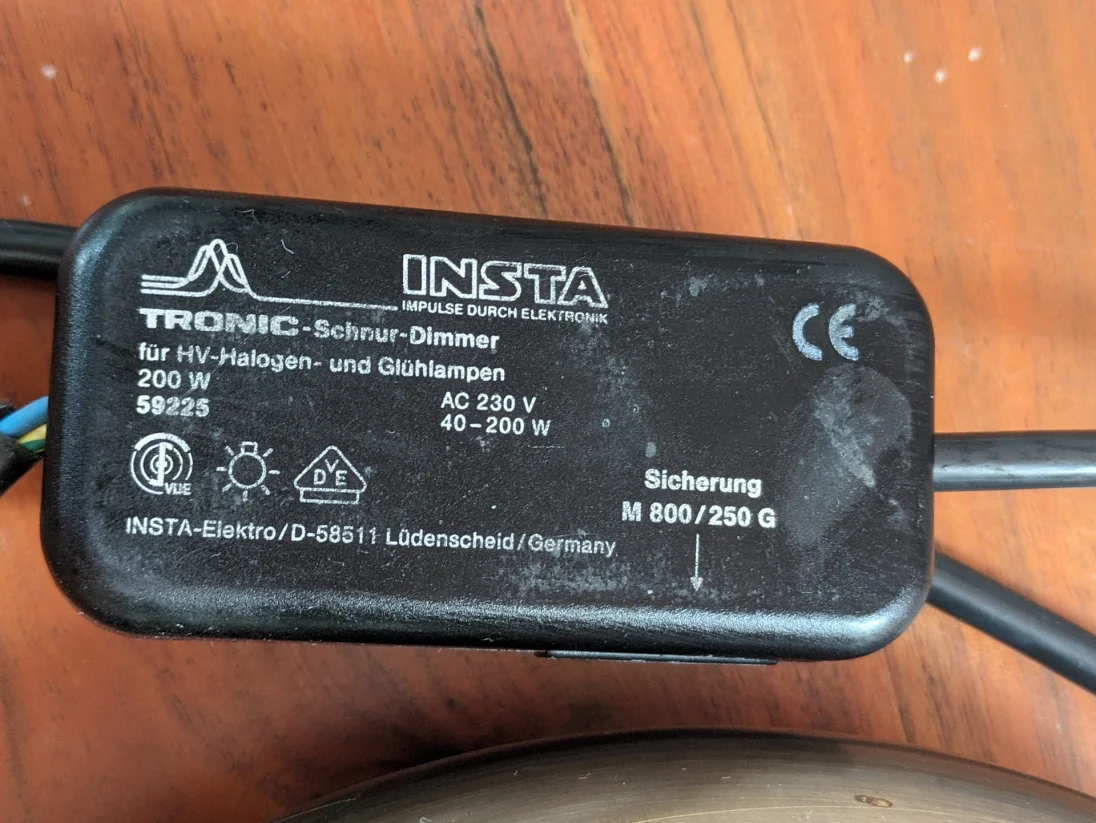 INSTA
IMPULSE DURCH ELEKTRONIK
TRONIC-Schnur-Dimmer
für HV-Halogen- und Glühlampen
200 W
59225
AC 230 V
40-200 W
CE
VDE
DVE
Sicherung
M 800/250 G
INSTA-Elektro/D-58511 Lüdenscheid/Germany